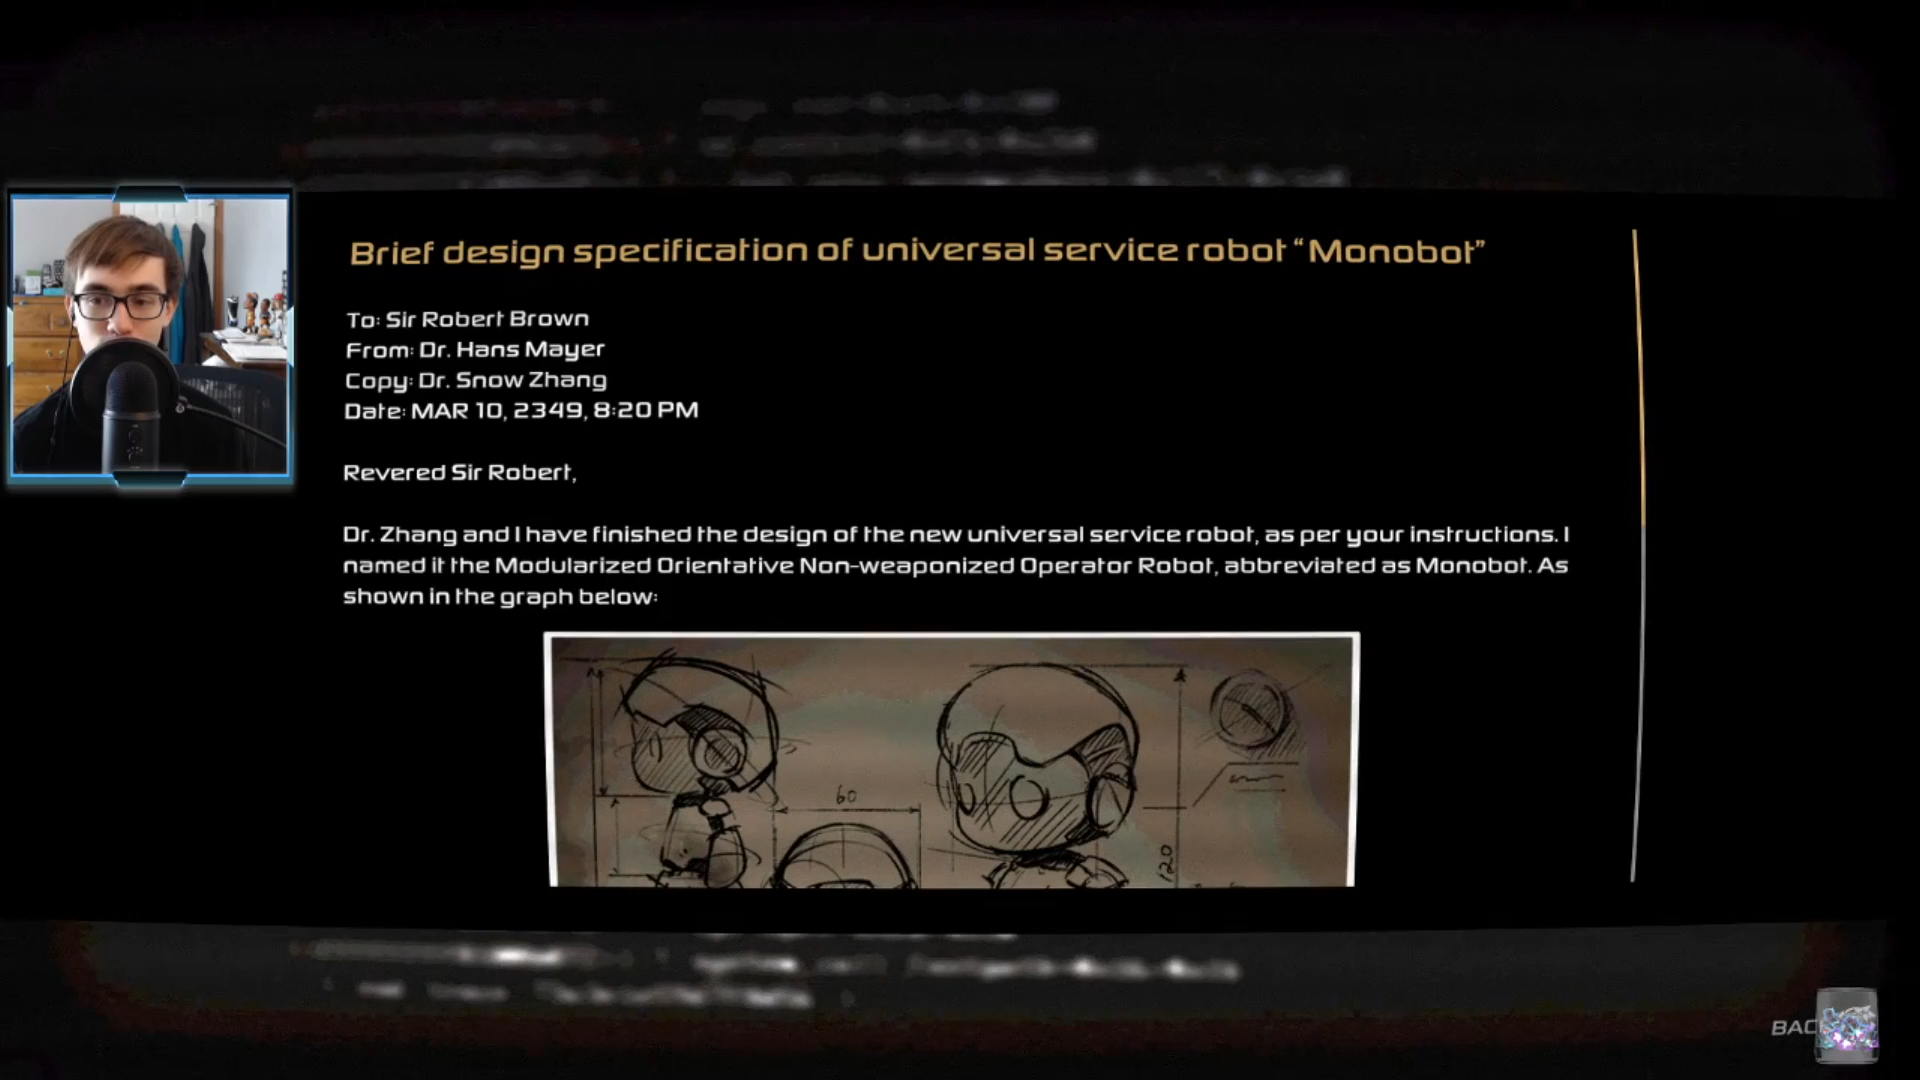 Brief design specification of universal service robot “Monobot”
To: Sir Robert Brown
From: Dr. Hans Mayer
Copy: Dr. Snow Zhang
Date: MAR 10, 2349, 8:20 PM
Revered Sir Robert,
Dr. Zhang and I have finished the design of the new universal service robot, as per your instructions. I
named it the Modularized Orientative Non-weaponized Operator Robot, abbreviated as Monobot. As
shown in the graph below:
60
120